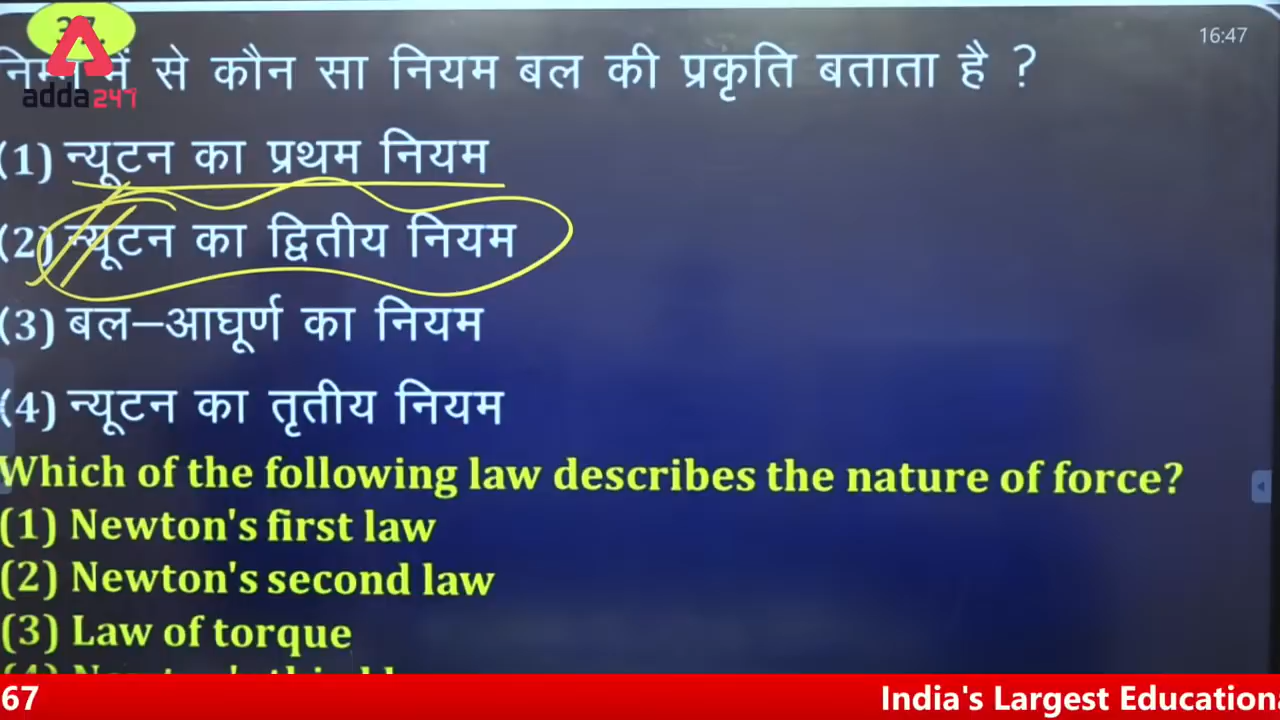 37.
16:47
निम्न में से कौन सा नियम बल की प्रकृति बताता है ?
adda247
(1) न्यूटन का प्रथम नियम
(2) न्यूटन का द्वितीय नियम
(3) बल–आघूर्ण का नियम
(4) न्यूटन का तृतीय नियम
Which of the following law describes the nature of force?
(1) Newton's first law
(2) Newton's second law
(3) Law of torque
67
India's Largest Education